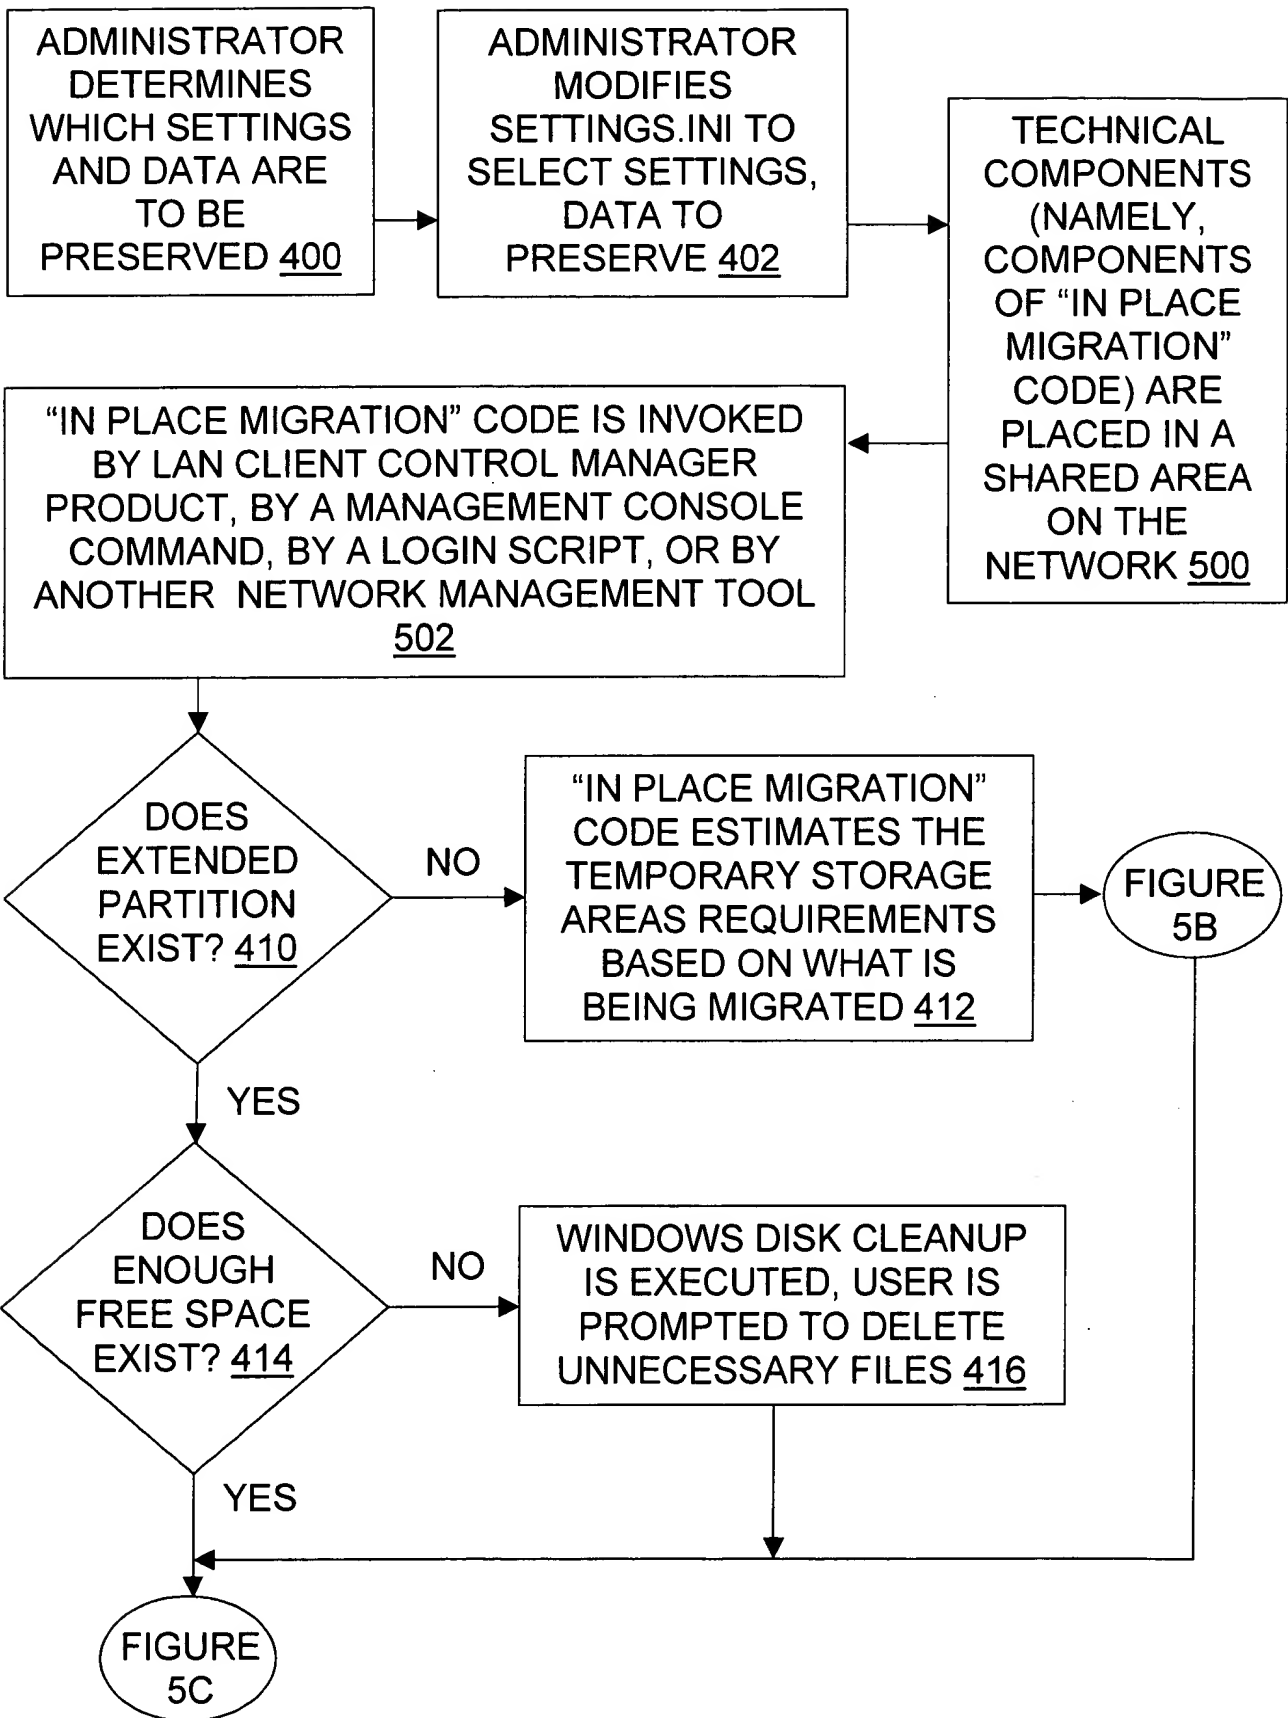 ADMINISTRATOR
DETERMINES
WHICH SETTINGS
AND DATA ARE
TO BE
PRESERVED 400
ADMINISTRATOR
MODIFIES
SETTINGS.INI TO
SELECT SETTINGS,
DATA TO
PRESERVE 402
TECHNICAL
COMPONENTS
(NAMELY,
COMPONENTS
OF “IN PLACE
MIGRATION”
CODE) ARE
PLACED IN A
SHARED AREA
ON THE
NETWORK 500
“IN PLACE MIGRATION” CODE IS INVOKED
BY LAN CLIENT CONTROL MANAGER
PRODUCT, BY A MANAGEMENT CONSOLE
COMMAND, BY A LOGIN SCRIPT, OR BY
ANOTHER NETWORK MANAGEMENT TOOL
502
DOES
EXTENDED
PARTITION
EXIST? 410
NO
“IN PLACE MIGRATION”
CODE ESTIMATES THE
TEMPORARY STORAGE
AREAS REQUIREMENTS
BASED ON WHAT IS
BEING MIGRATED 412
FIGURE
5B
YES
DOES
ENOUGH
FREE SPACE
EXIST? 414
NO
WINDOWS DISK CLEANUP
IS EXECUTED, USER IS
PROMPTED TO DELETE
UNNECESSARY FILES 416
YES
FIGURE
5C